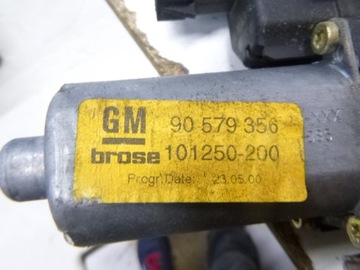 GM 90 579 356
brose 101250-200
Progr.Date: 23.05.00